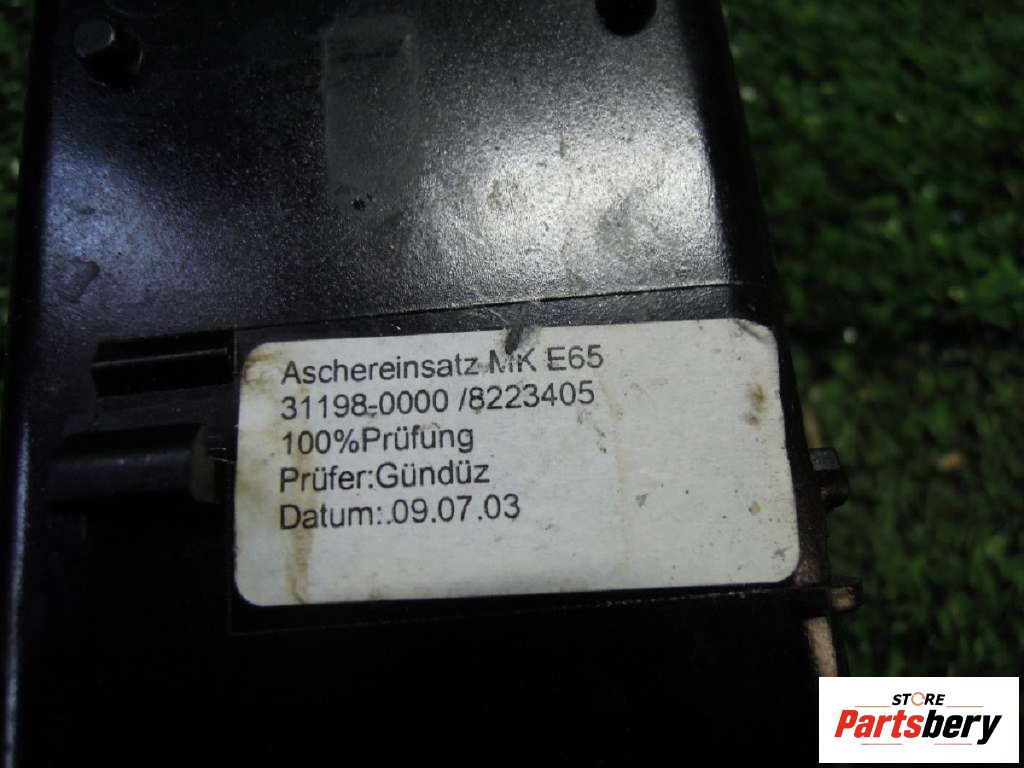 Aschereinsatz MK E65
31198-0000 /8223405
100%Prüfung
Prüfer:Gündüz
Datum:.09.07.03
STORE
Partsbery